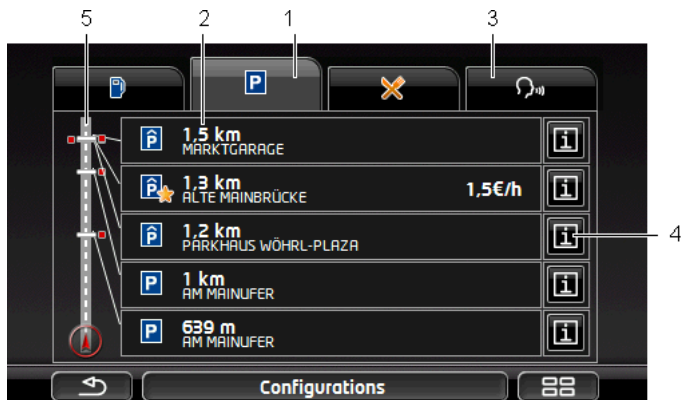 5
2
1
3
P
P
1,5 km
MARKTGARAGE
P
1,3 km
ALTE MAINBRÜCKE
1,5€/h
P
1,2 km
PARKHAUS WÖHRL-PLAZA
4
P
1 km
AM MAINUFER
P
639 m
AM MAINUFER
Configurations